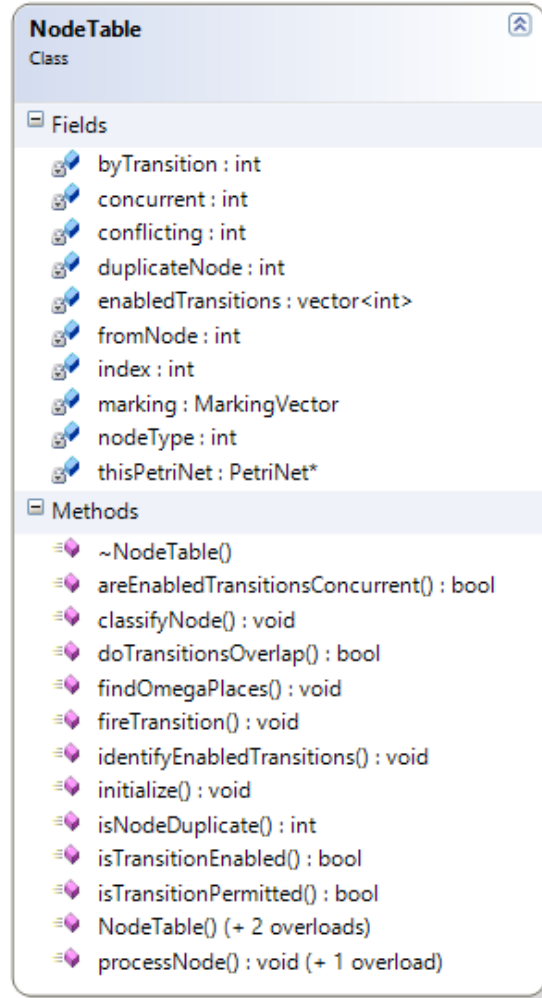 NodeTable
Class
Fields
byTransition : int
concurrent : int
conflicting : int
duplicateNode : int
enabledTransitions : vector<int>
fromNode : int
index : int
marking : MarkingVector
nodeType : int
thisPetriNet : PetriNet*
Methods
~NodeTable()
areEnabledTransitionsConcurrent() : bool
classifyNode() : void
doTransitionsOverlap() : bool
findOmegaPlaces() : void
fireTransition() : void
identifyEnabledTransitions() : void
initialize() : void
isNodeDuplicate() : int
isTransitionEnabled() : bool
isTransitionPermitted() : bool
NodeTable() (+ 2 overloads)
processNode() : void (+ 1 overload)